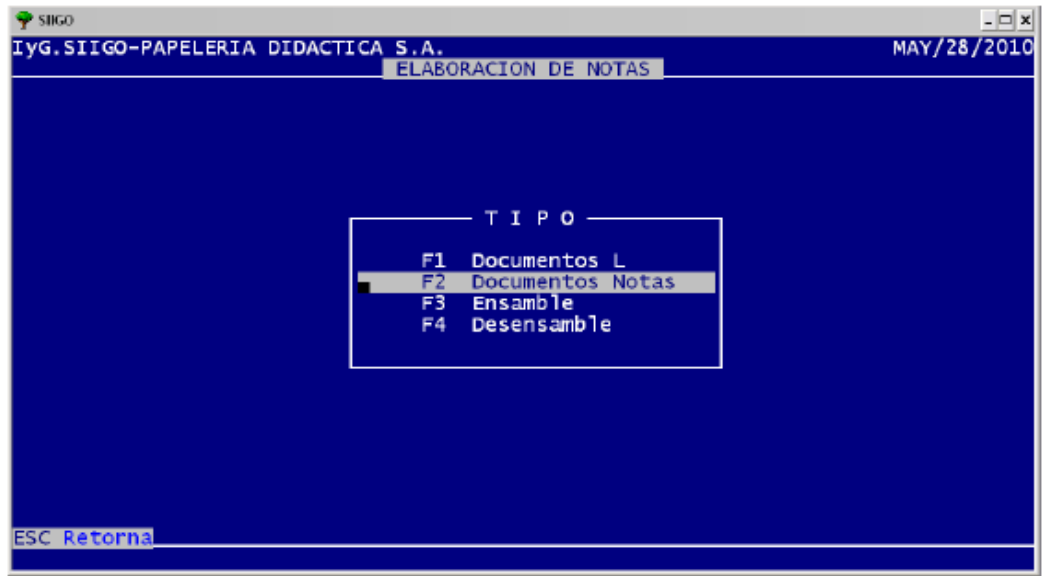 SIIGO
IyG.SIIGO-PAPELERIA DIDACTICA S.A. MAY/28/2010
ELABORACION DE NOTAS
T I P O
F1 Documentos L
F2 Documentos Notas
F3 Ensamble
F4 Desensamble
ESC Retorna